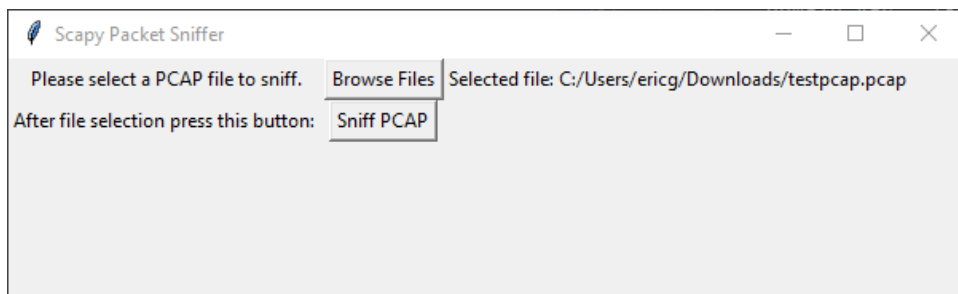 Scapy Packet Sniffer
Please select a PCAP file to sniff. Browse Files Selected file: C:/Users/ericg/Downloads/testpcap.pcap
After file selection press this button: Sniff PCAP